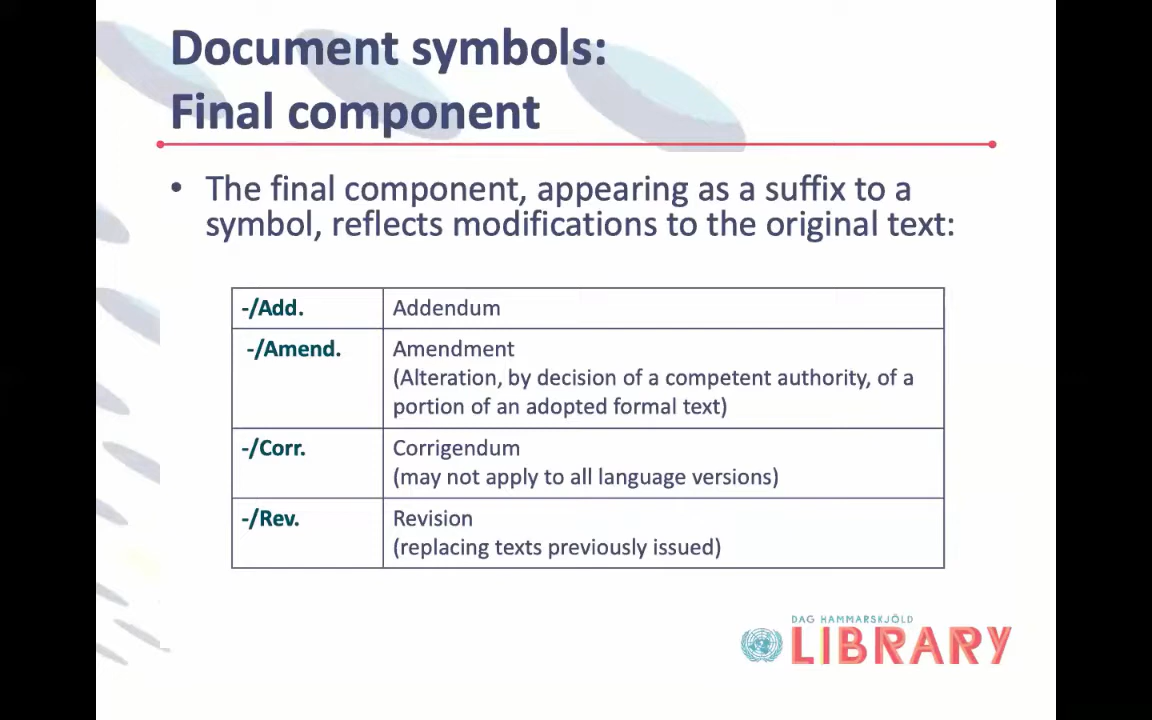 Document symbols:
Final component
• The final component, appearing as a suffix to a
symbol, reflects modifications to the original text:
-/Add. Addendum
-/Amend. Amendment
(Alteration, by decision of a competent authority, of a
portion of an adopted formal text)
-/Corr. Corrigendum
(may not apply to all language versions)
-/Rev. Revision
(replacing texts previously issued)
DAG HAMMARSKJÖLD
LIBRARY